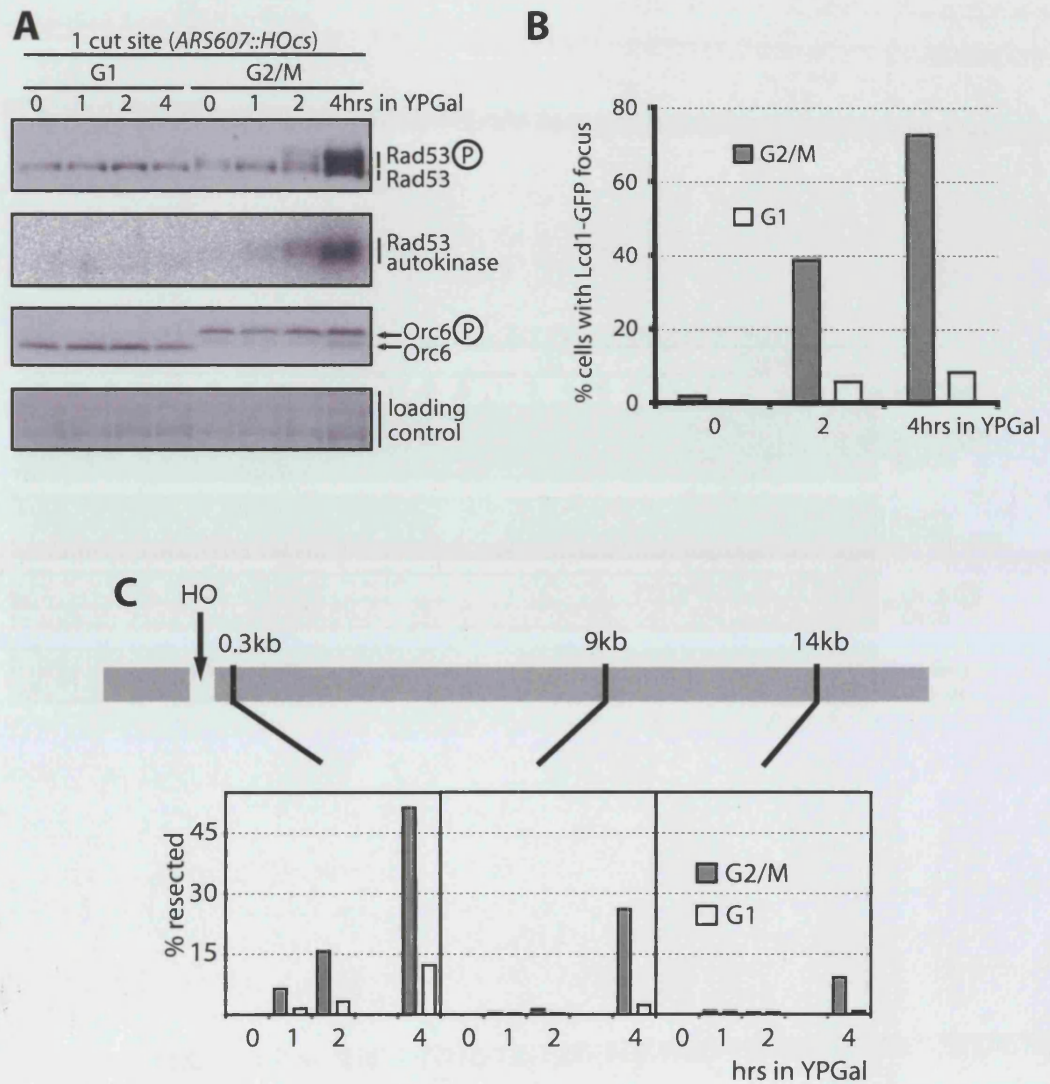 A
1 cut site (ARS607::HOcs)
G1 G2/M
0 1 2 4 0 1 2 4hrs in YPGal
Rad53 P
Rad53
Rad53
autokinase
Orc6 P
Orc6
loading
control
B
% cells with Lcd1-GFP focus
80
60
40
20
0
G2/M
G1
0 2 4hrs in YPGal
C
HO
0.3kb 9kb 14kb
% resected
45
30
15
G2/M
G1
0 1 2 4 0 1 2 4 0 1 2 4
hrs in YPGal